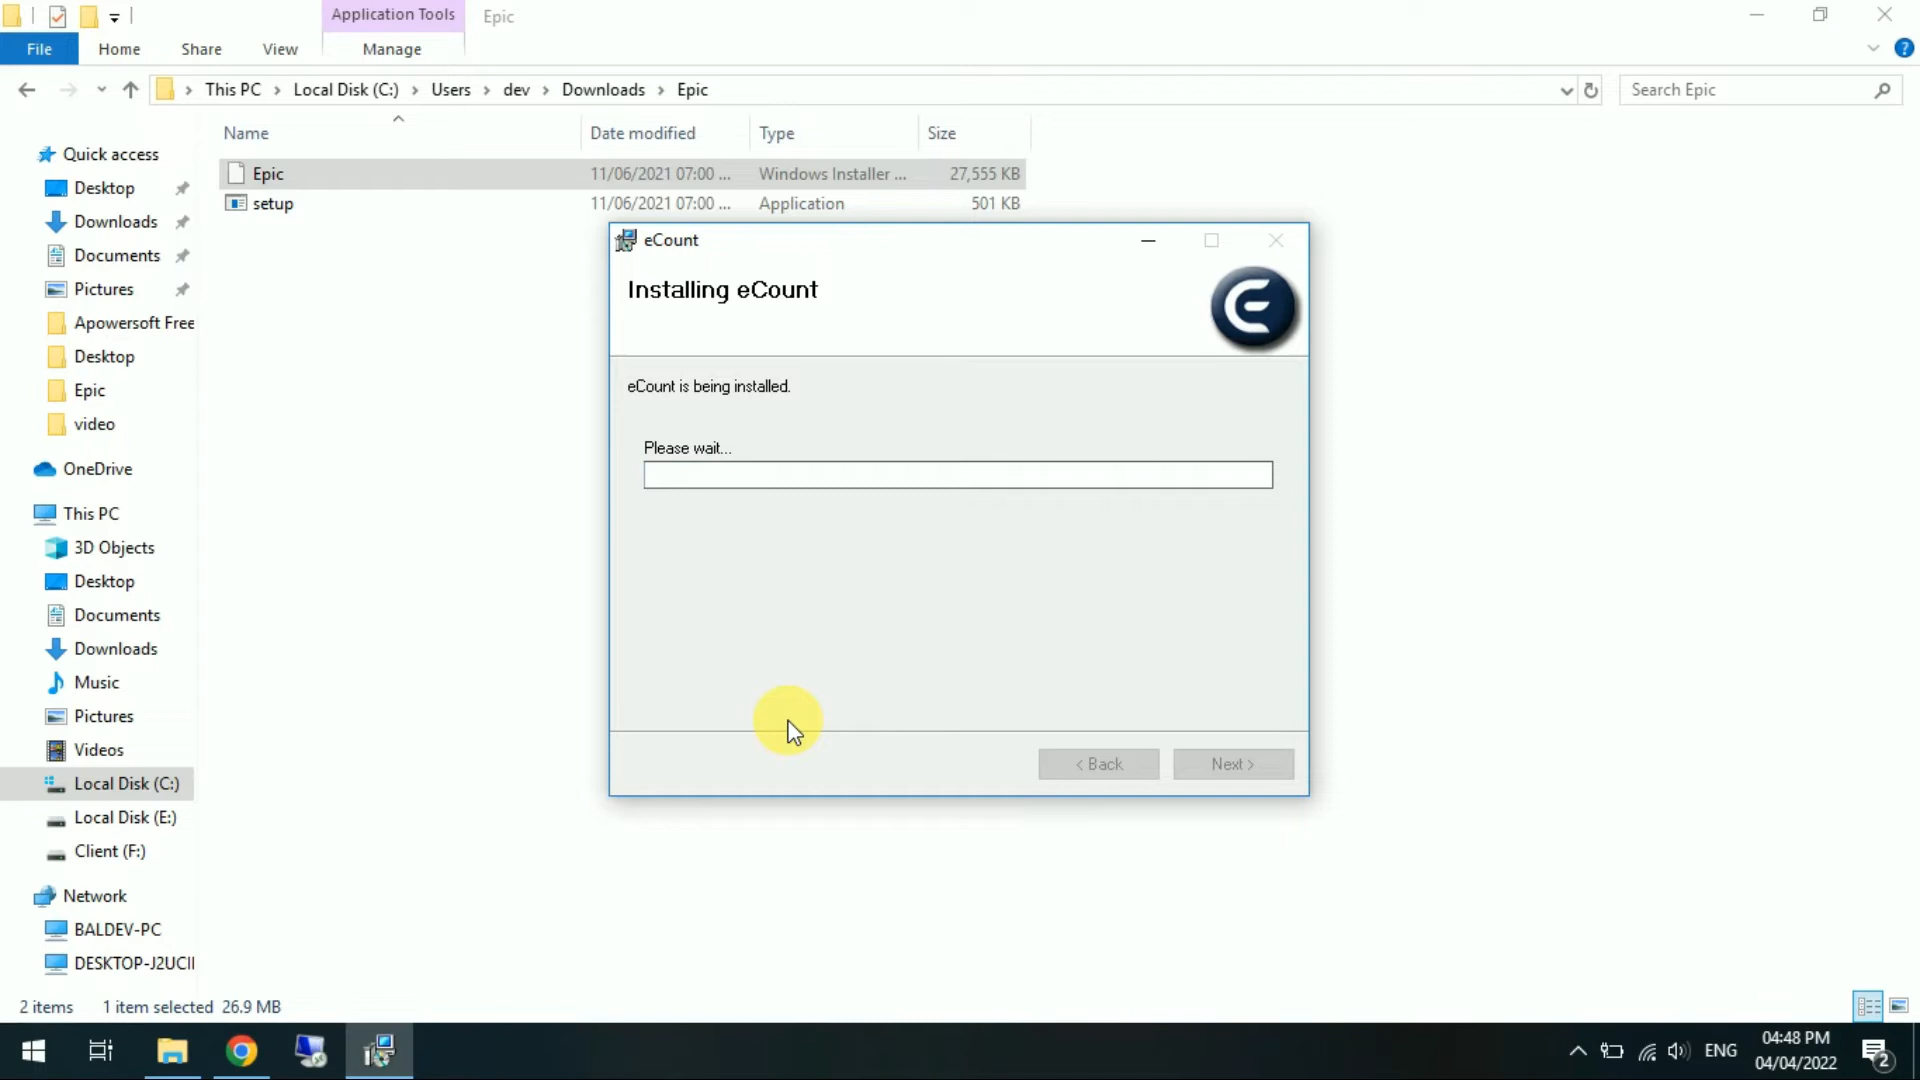 Application Tools
Epic
File
Home
Share
View
Manage
This PC
Local Disk (C:)
Users
dev
Downloads
Epic
Search Epic
Name
Date modified
Type
Size
Epic
11/06/2021 07:00 ...
Windows Installer ...
27,555 KB
setup
11/06/2021 07:00 ...
Application
501 KB
Quick access
Desktop
Downloads
Documents
Pictures
Apowersoft Free
Desktop
Epic
video
OneDrive
This PC
3D Objects
Desktop
Documents
Downloads
Music
Pictures
Videos
Local Disk (C:)
Local Disk (E:)
Client (F:)
Network
BALDEV-PC
DESKTOP-J2UCI
eCount
Installing eCount
eCount is being installed.
Please wait...
< Back
Next >
2 items
1 item selected 26.9 MB
ENG
04:48 PM
04/04/2022
2